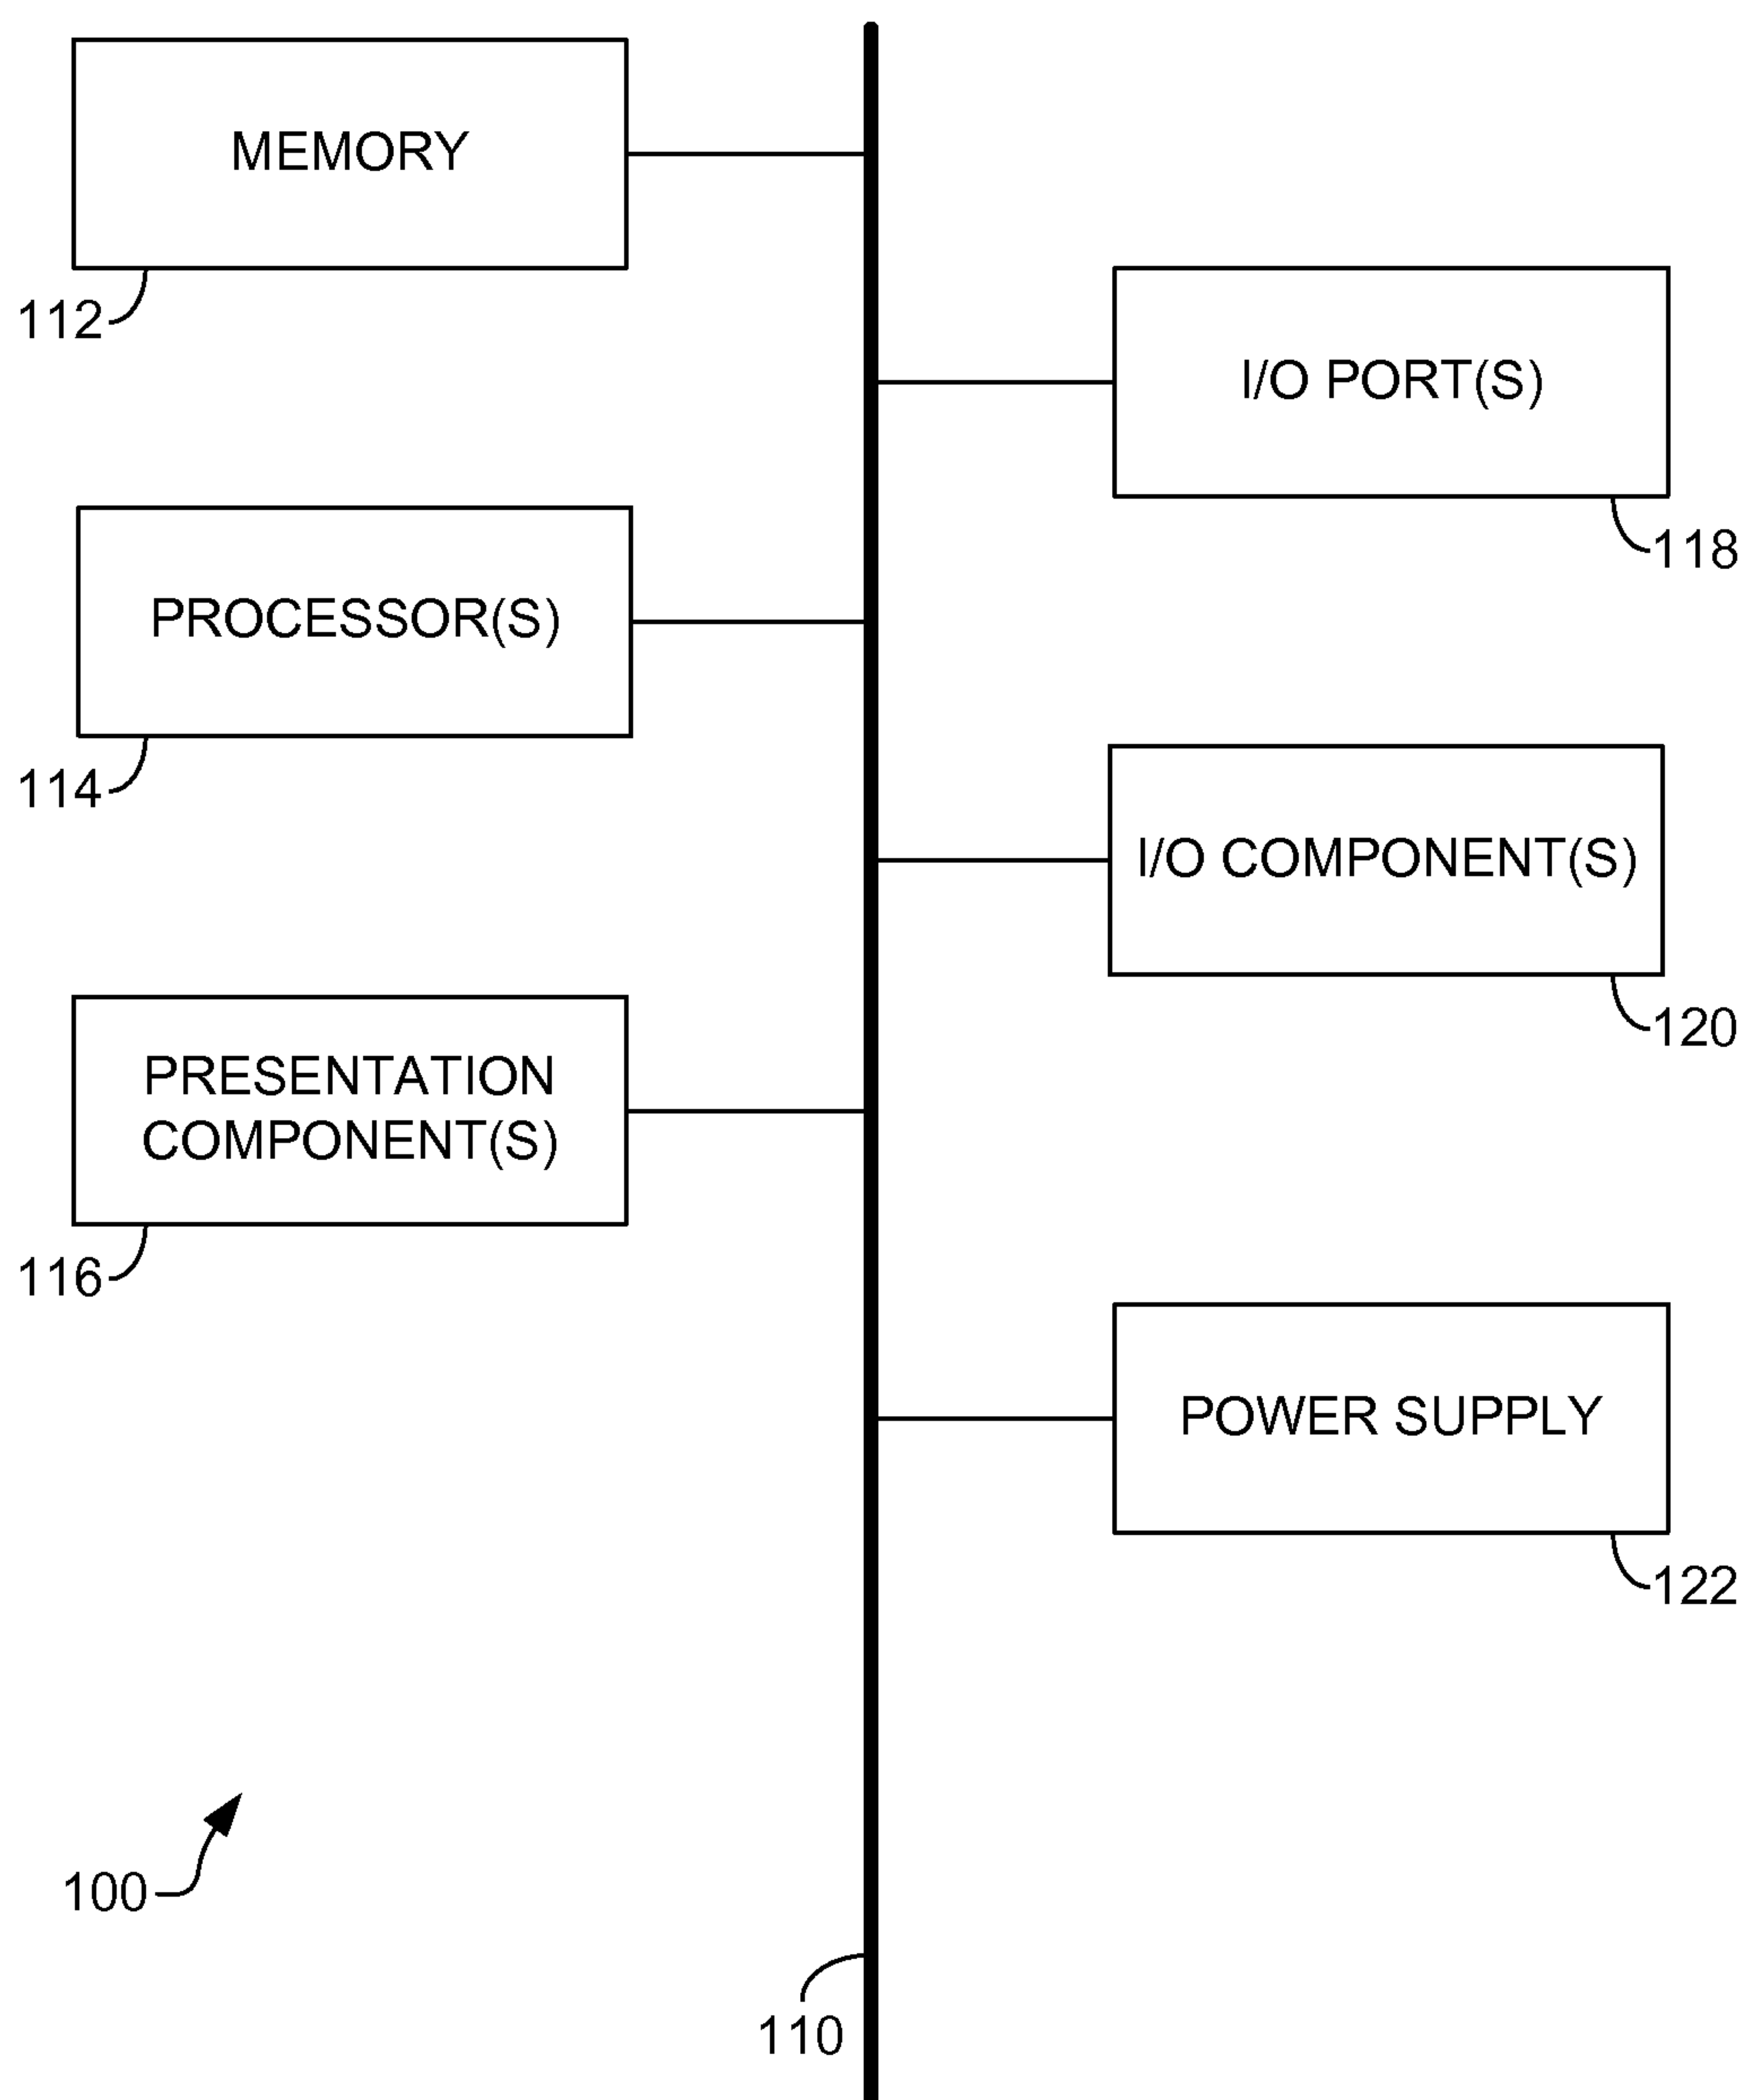 MEMORY
112
I/O PORT(S)
118
PROCESSOR(S)
114
I/O COMPONENT(S)
120
PRESENTATION
COMPONENT(S)
116
POWER SUPPLY
122
100
110